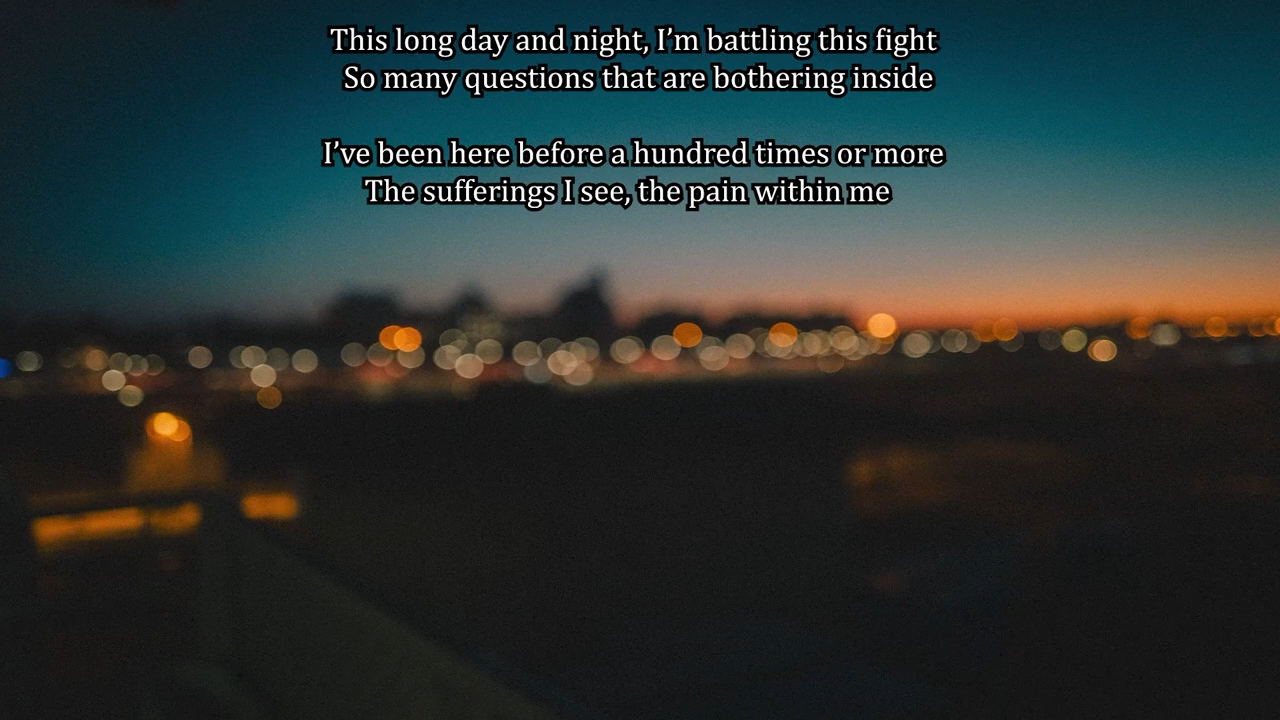 This long day and night, I’m battling this fight
So many questions that are bothering inside
I’ve been here before a hundred times or more
The sufferings I see, the pain within me